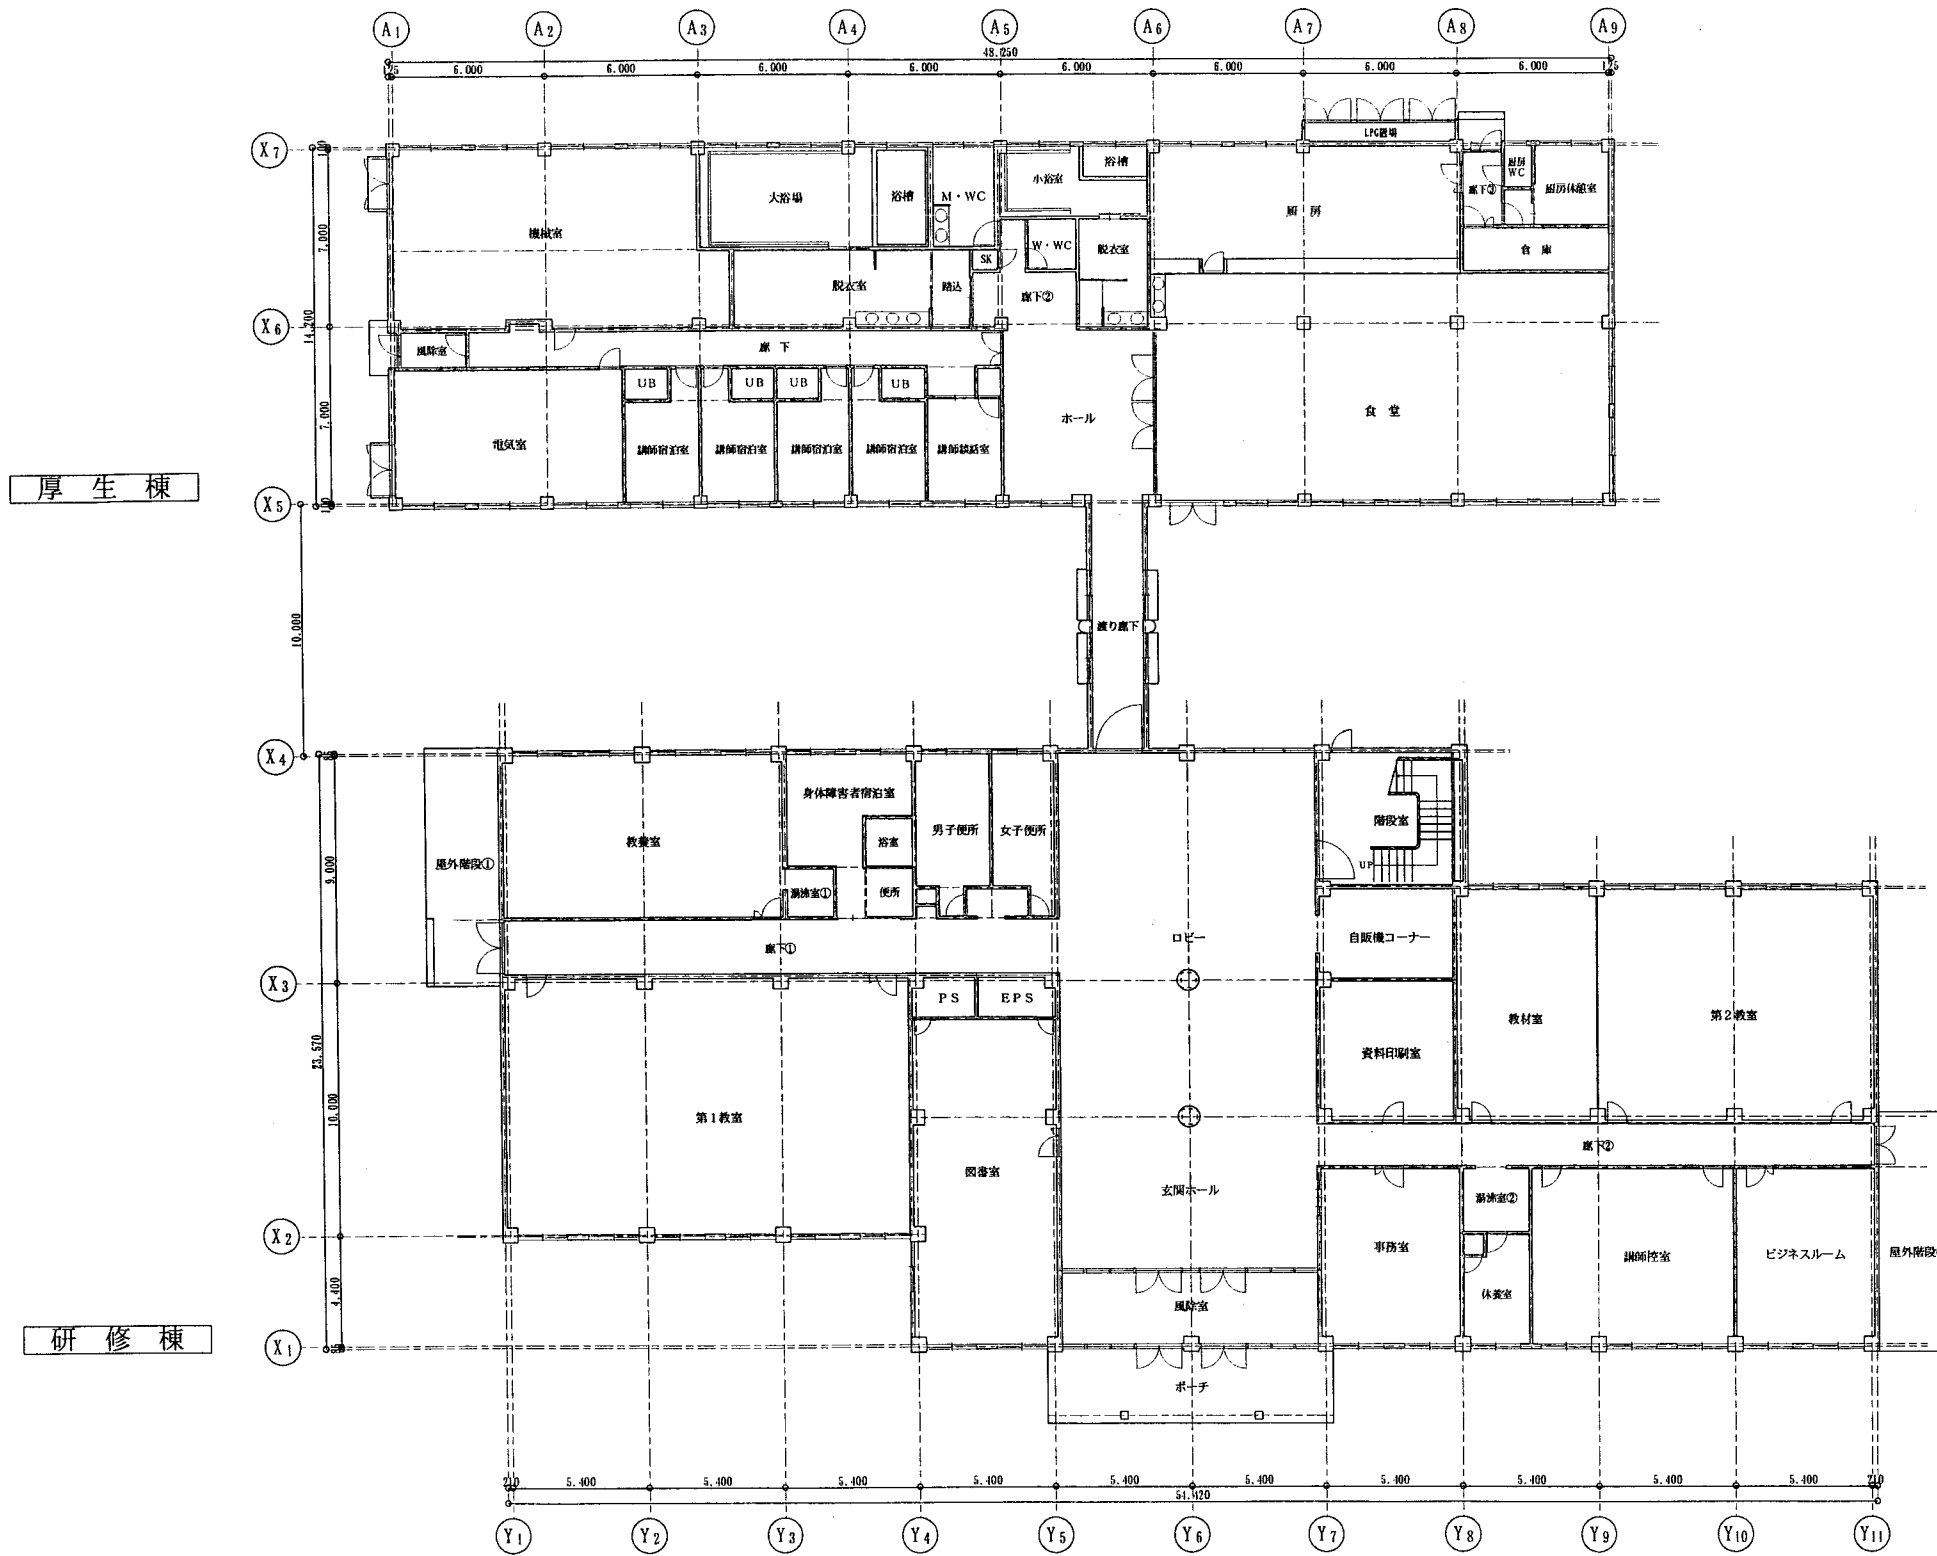 A1 A2 A3 A4 A5 A6 A7 A8 A9
48.250
125 6.000 6.000 6.000 6.000 6.000 6.000 6.000 6.000 125
X7
LPG置場
大浴場 浴槽 M・WC 小浴室 浴槽 厨房 廊下③ 厨房WC 厨房休憩室
機械室 W・WC 脱衣室 倉庫
SK
脱衣室 踏込 廊下②
7.000
X6
14.200
風除室 廊下
UB UB UB UB
ホール 食堂
7.000
電気室 講師宿泊室 講師宿泊室 講師宿泊室 講師宿泊室 講師談話室
厚生棟
X5
10.000
渡り廊下
X4
身体障害者宿泊室
教養室 浴室 男子便所 女子便所 階段室
屋外階段① 湯沸室① 便所 UP
9.000
廊下① ロビー 自販機コーナー
X3
PS EPS
教材室 第2教室
資料印刷室
23.570
10.000
第1教室
図書室 廊下②
玄関ホール 湯沸室②
X2
事務室 講師控室 ビジネスルーム 屋外階段
4.400
風除室 休養室
研修棟
X1
ポーチ
210 5.400 5.400 5.400 5.400 5.400 5.400 5.400 5.400 5.400 5.400 210
54.420
Y1 Y2 Y3 Y4 Y5 Y6 Y7 Y8 Y9 Y10 Y11